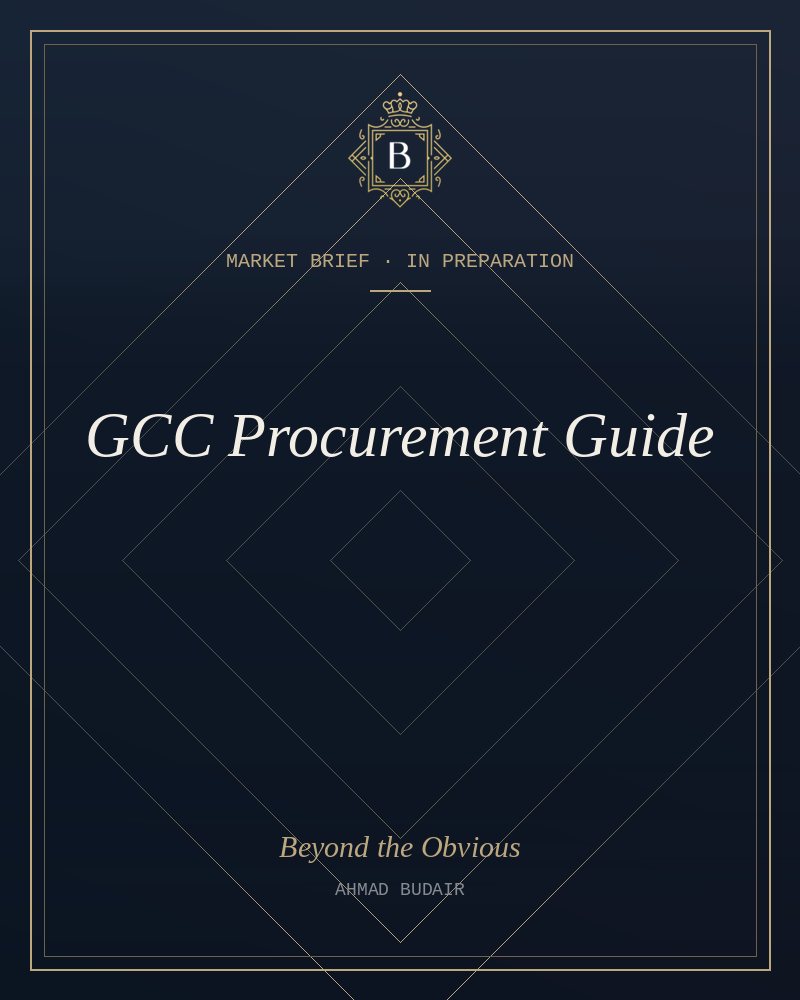 B
MARKET BRIEF · IN PREPARATION
GCC Procurement Guide
Beyond the Obvious
AHMAD BUDAIR